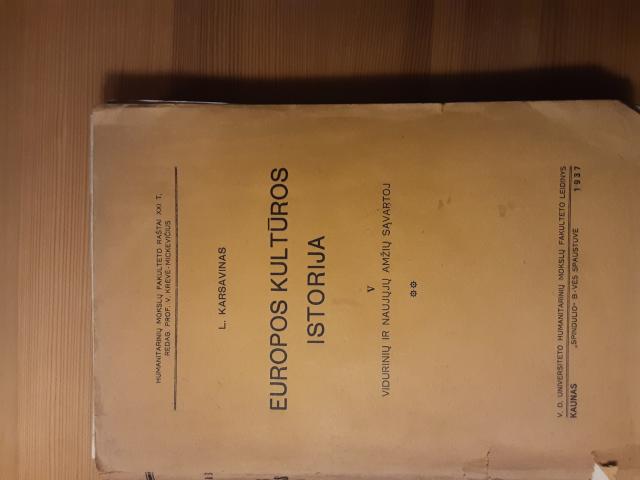 HUMANITARINIŲ MOKSLŲ FAKULTETO RAŠTAI XXI T,
REDAG. PROF. V. KRĖVĖ-MICKEVIČIUS
L. KARSAVINAS
EUROPOS KULTŪROS
ISTORIJA
V
VIDURINIŲ IR NAUJŲJŲ AMŽIŲ SĄVARTOJ
V. D. UNIVERSITETO HUMANITARINIŲ MOKSLŲ FAKULTETO LEIDINYS
KAUNAS „SPINDULIO“ B-VĖS SPAUSTUVĖ 1937